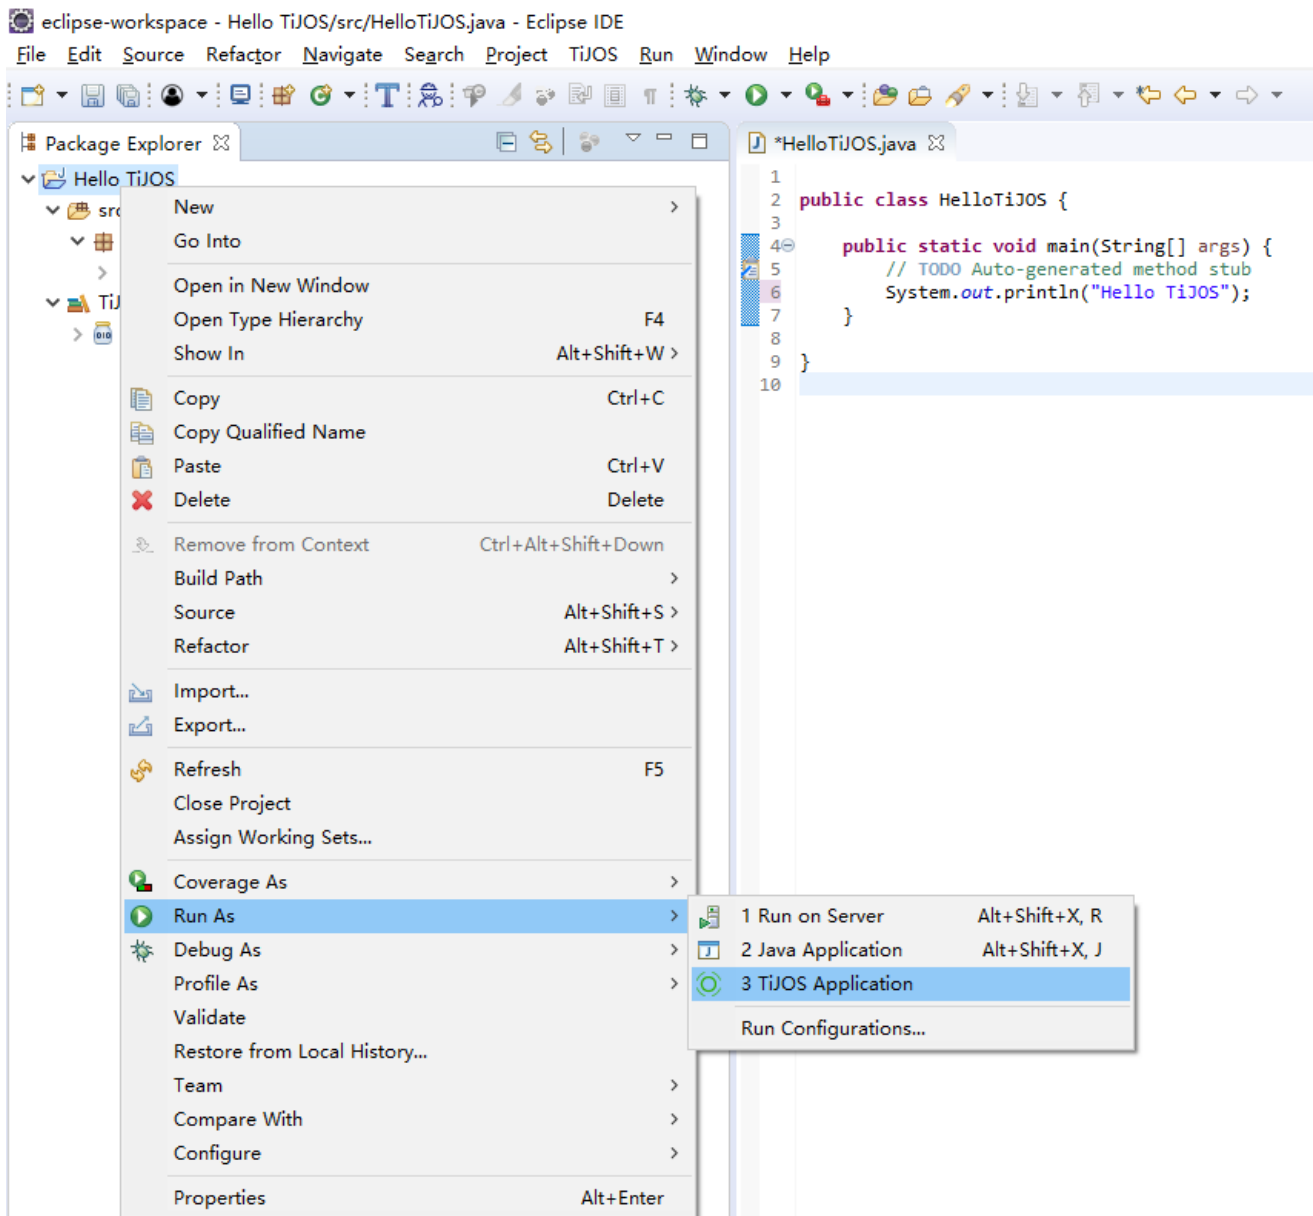 eclipse-workspace - Hello TiJOS/src/HelloTiJOS.java - Eclipse IDE
File Edit Source Refactor Navigate Search Project TiJOS Run Window Help
Package Explorer
*HelloTiJOS.java
Hello TiJOS
src
TiJ
New
Go Into
Open in New Window
Open Type Hierarchy F4
Show In Alt+Shift+W >
Copy Ctrl+C
Copy Qualified Name
Paste Ctrl+V
Delete Delete
Remove from Context Ctrl+Alt+Shift+Down
Build Path
Source Alt+Shift+S >
Refactor Alt+Shift+T >
Import...
Export...
Refresh F5
Close Project
Assign Working Sets...
Coverage As
Run As
Debug As
Profile As
Validate
Restore from Local History...
Team
Compare With
Configure
Properties Alt+Enter
1 Run on Server Alt+Shift+X, R
2 Java Application Alt+Shift+X, J
3 TiJOS Application
Run Configurations...
1
2 public class HelloTiJOS {
3
4 public static void main(String[] args) {
5 // TODO Auto-generated method stub
6 System.out.println("Hello TiJOS");
7 }
8
9 }
10